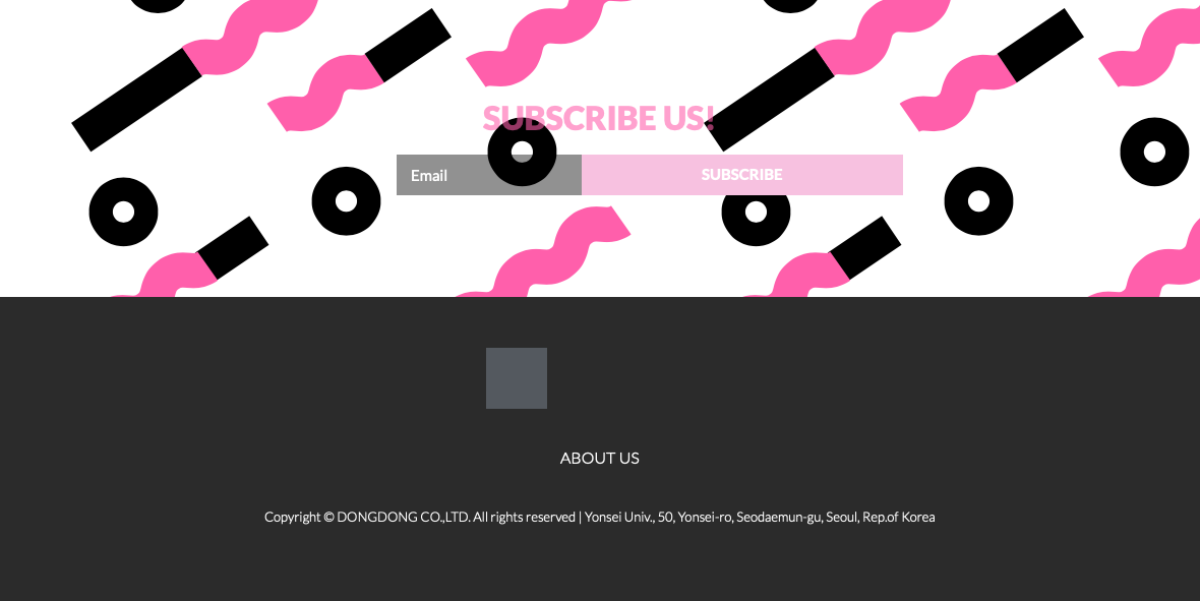 SUBSCRIBE US!
Email
SUBSCRIBE
ABOUT US
Copyright © DONGDONG CO.,LTD. All rights reserved | Yonsei Univ., 50, Yonsei-ro, Seodaemun-gu, Seoul, Rep.of Korea